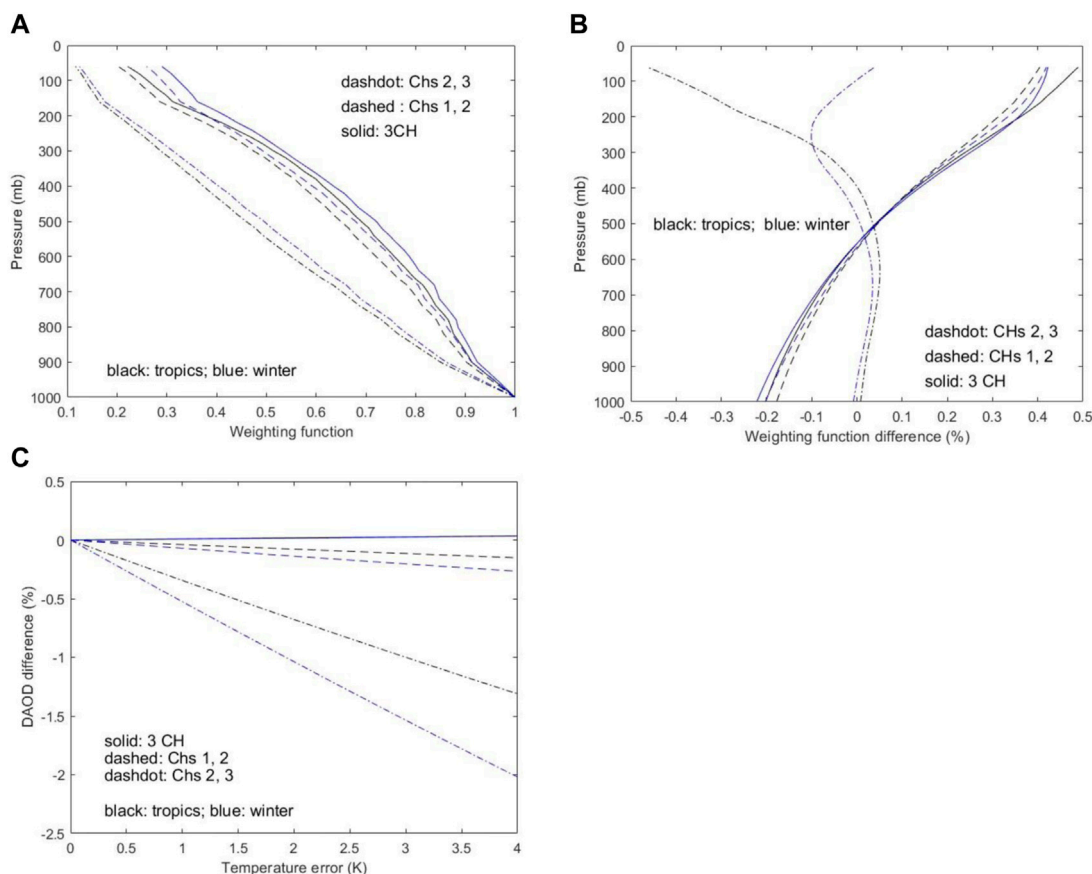 A
0
100
200
300
400
500
600
700
800
900
1000
Pressure (mb)
dashdot: Chs 2, 3
dashed : Chs 1, 2
solid: 3CH
black: tropics; blue: winter
0.1 0.2 0.3 0.4 0.5 0.6 0.7 0.8 0.9 1
Weighting function
B
0
100
200
300
400
500
600
700
800
900
1000
Pressure (mb)
black: tropics; blue: winter
dashdot: CHs 2, 3
dashed: CHs 1, 2
solid: 3 CH
-0.5 -0.4 -0.3 -0.2 -0.1 0 0.1 0.2 0.3 0.4 0.5
Weighting function difference (%)
C
0.5
0
-0.5
-1
-1.5
-2
-2.5
DAOD difference (%)
solid: 3 CH
dashed: Chs 1, 2
dashdot: Chs 2, 3
black: tropics; blue: winter
0 0.5 1 1.5 2 2.5 3 3.5 4
Temperature error (K)